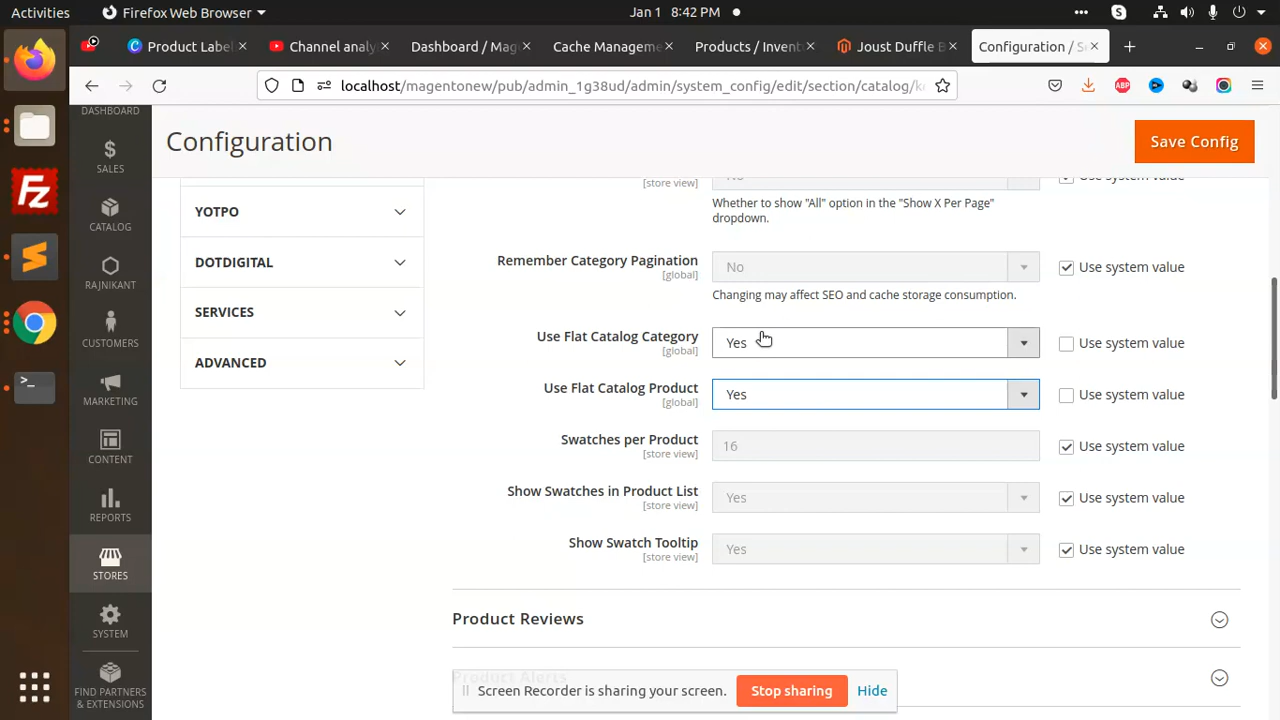 Activities
Firefox Web Browser
Jan 1 8:42 PM
Product Label
Channel analy
Dashboard / Mag
Cache Manageme
Products / Invent
Joust Duffle B
Configuration / S
localhost/magentonew/pub/admin_1g38ud/admin/system_config/edit/section/catalog/k
ABP
DASHBOARD
SALES
CATALOG
RAJNIKANT
CUSTOMERS
MARKETING
CONTENT
REPORTS
STORES
SYSTEM
FIND PARTNERS
& EXTENSIONS
Configuration
Save Config
YOTPO
DOTDIGITAL
SERVICES
ADVANCED
[store view]
No
Use system value
Whether to show "All" option in the "Show X Per Page"
dropdown.
Remember Category Pagination
[global]
No
Use system value
Changing may affect SEO and cache storage consumption.
Use Flat Catalog Category
[global]
Yes
Use system value
Use Flat Catalog Product
[global]
Yes
Use system value
Swatches per Product
[store view]
16
Use system value
Show Swatches in Product List
[store view]
Yes
Use system value
Show Swatch Tooltip
[store view]
Yes
Use system value
Product Reviews
Product Alerts
Screen Recorder is sharing your screen.
Stop sharing
Hide